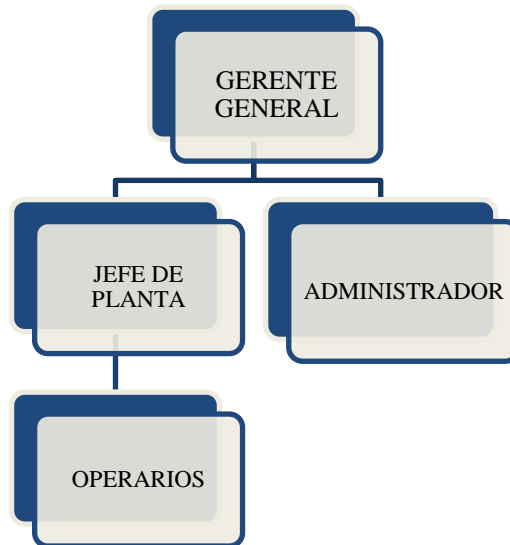 GERENTE
GENERAL
JEFE DE
PLANTA
ADMINISTRADOR
OPERARIOS